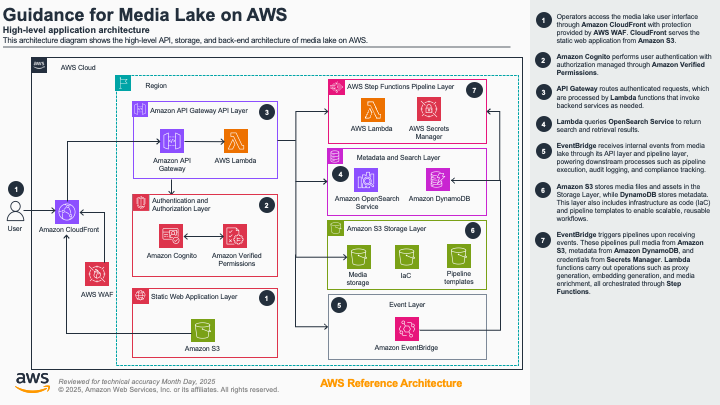 Guidance for Media Lake on AWS
High-level application architecture
This architecture diagram shows the high-level API, storage, and back-end architecture of media lake on AWS.
aws
AWS Cloud
Region
Amazon API Gateway API Layer
3
Amazon API
Gateway
AWS Lambda
AWS Step Functions Pipeline Layer
7
AWS Lambda
AWS Secrets
Manager
Metadata and Search Layer
4
Amazon OpenSearch
Service
Amazon DynamoDB
1
User
Amazon CloudFront
AWS WAF
Authentication and
Authorization Layer
2
Amazon Cognito
Amazon Verified
Permissions
Amazon S3 Storage Layer
6
Media
storage
IaC
Pipeline
templates
Static Web Application Layer
1
Amazon S3
5
Event Layer
Amazon EventBridge
aws
Reviewed for technical accuracy Month Day, 2025
© 2025, Amazon Web Services, Inc. or its affiliates. All rights reserved.
AWS Reference Architecture
1
Operators access the media lake user interface
through Amazon CloudFront with protection
provided by AWS WAF. CloudFront serves the
static web application from Amazon S3.
2
Amazon Cognito performs user authentication with
authorization managed through Amazon Verified
Permissions.
3
API Gateway routes authenticated requests, which
are processed by Lambda functions that invoke
backend services as needed.
4
Lambda queries OpenSearch Service to return
search and retrieval results.
5
EventBridge receives internal events from media
lake through its API layer and pipeline layer,
powering downstream processes such as pipeline
execution, audit logging, and compliance tracking.
6
Amazon S3 stores media files and assets in the
Storage Layer, while DynamoDB stores metadata.
This layer also includes infrastructure as code (IaC)
and pipeline templates to enable scalable, reusable
workflows.
7
EventBridge triggers pipelines upon receiving
events. These pipelines pull media from Amazon
S3, metadata from Amazon DynamoDB, and
credentials from Secrets Manager. Lambda
functions carry out operations such as proxy
generation, embedding generation, and media
enrichment, all orchestrated through Step
Functions.